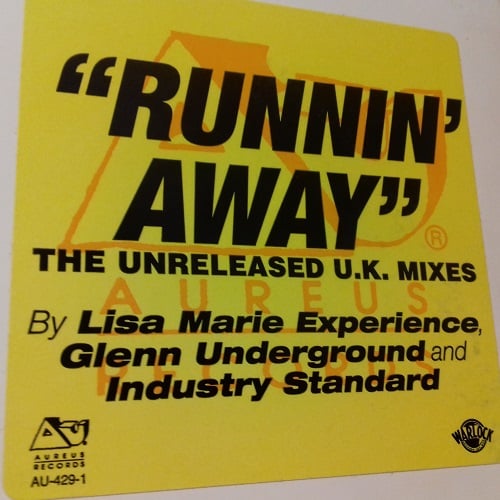 “RUNNIN’
AWAY”
THE UNRELEASED U.K. MIXES
AUREUS
RECORDS
By Lisa Marie Experience,
Glenn Underground and
Industry Standard
AUREUS
RECORDS
AU-429-1
WARLOCK
®